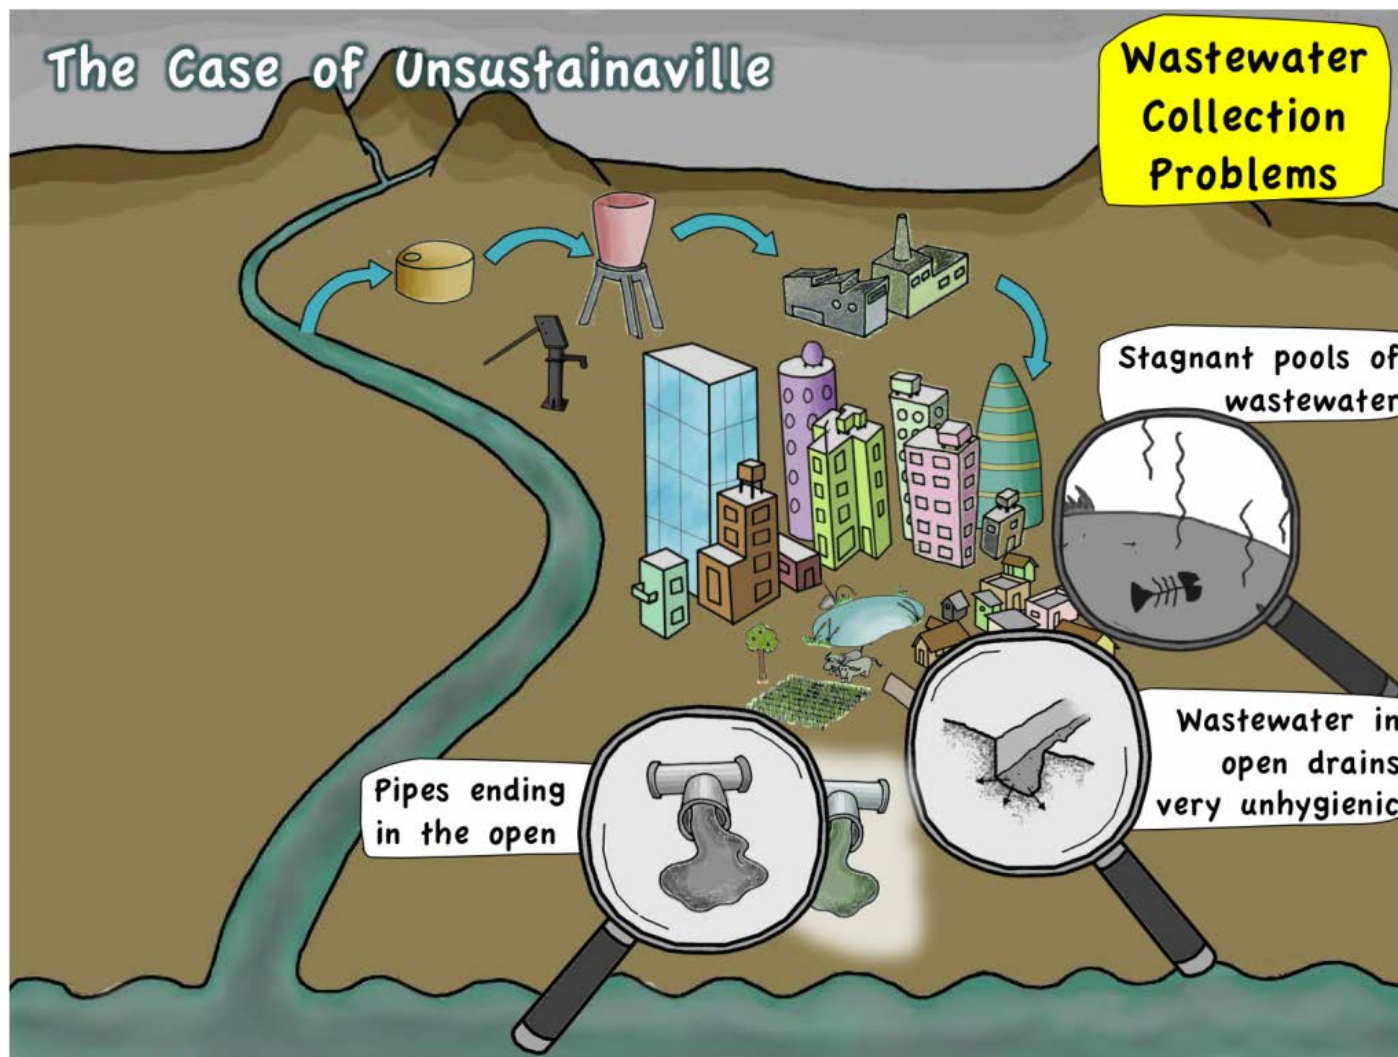 The Case of Unsustainaville
Wastewater
Collection
Problems
Stagnant pools of
wastewater
Wastewater in
open drains
very unhygienic
Pipes ending
in the open